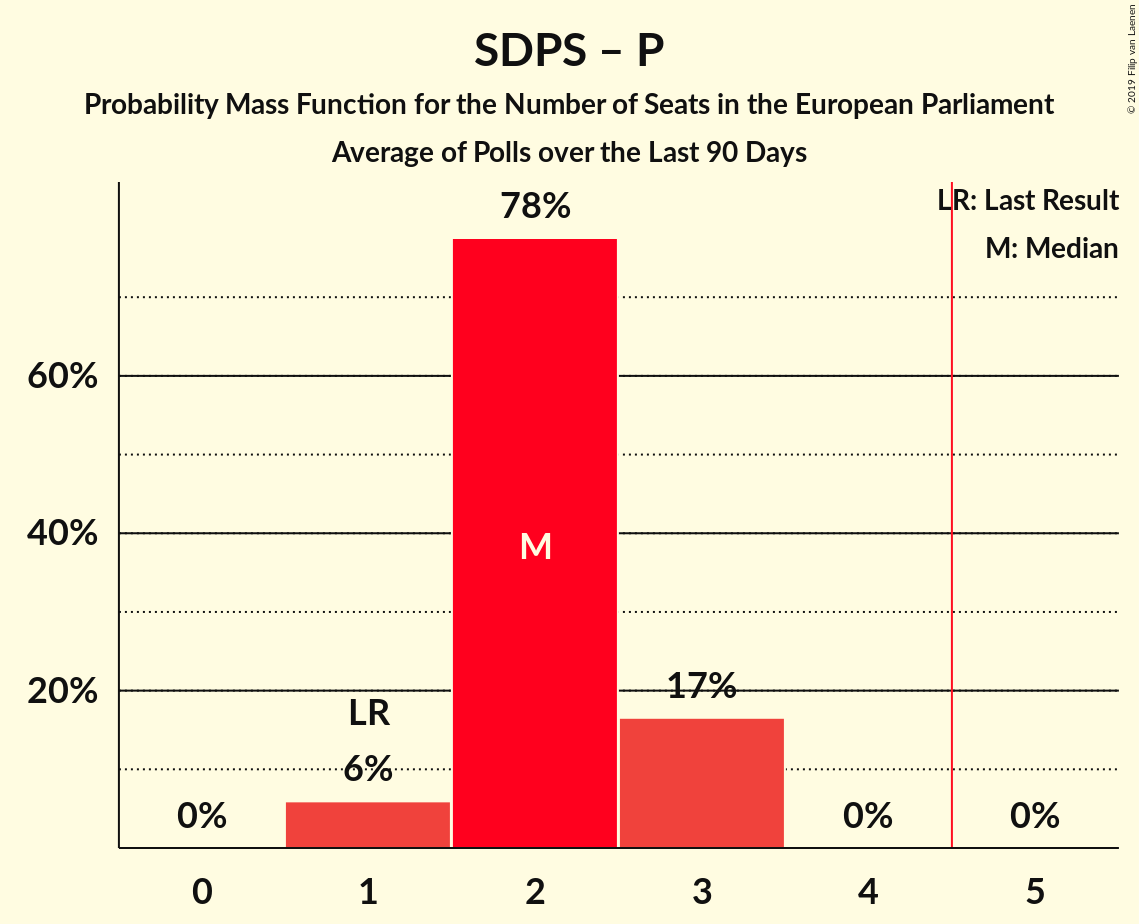 SDPS – P
Probability Mass Function for the Number of Seats in the European Parliament
Average of Polls over the Last 90 Days
© 2019 Filip van Laenen
LR: Last Result
M: Median
78%
60%
40%
M
20%
17%
LR
6%
0%
0%
0%
0 1 2 3 4 5